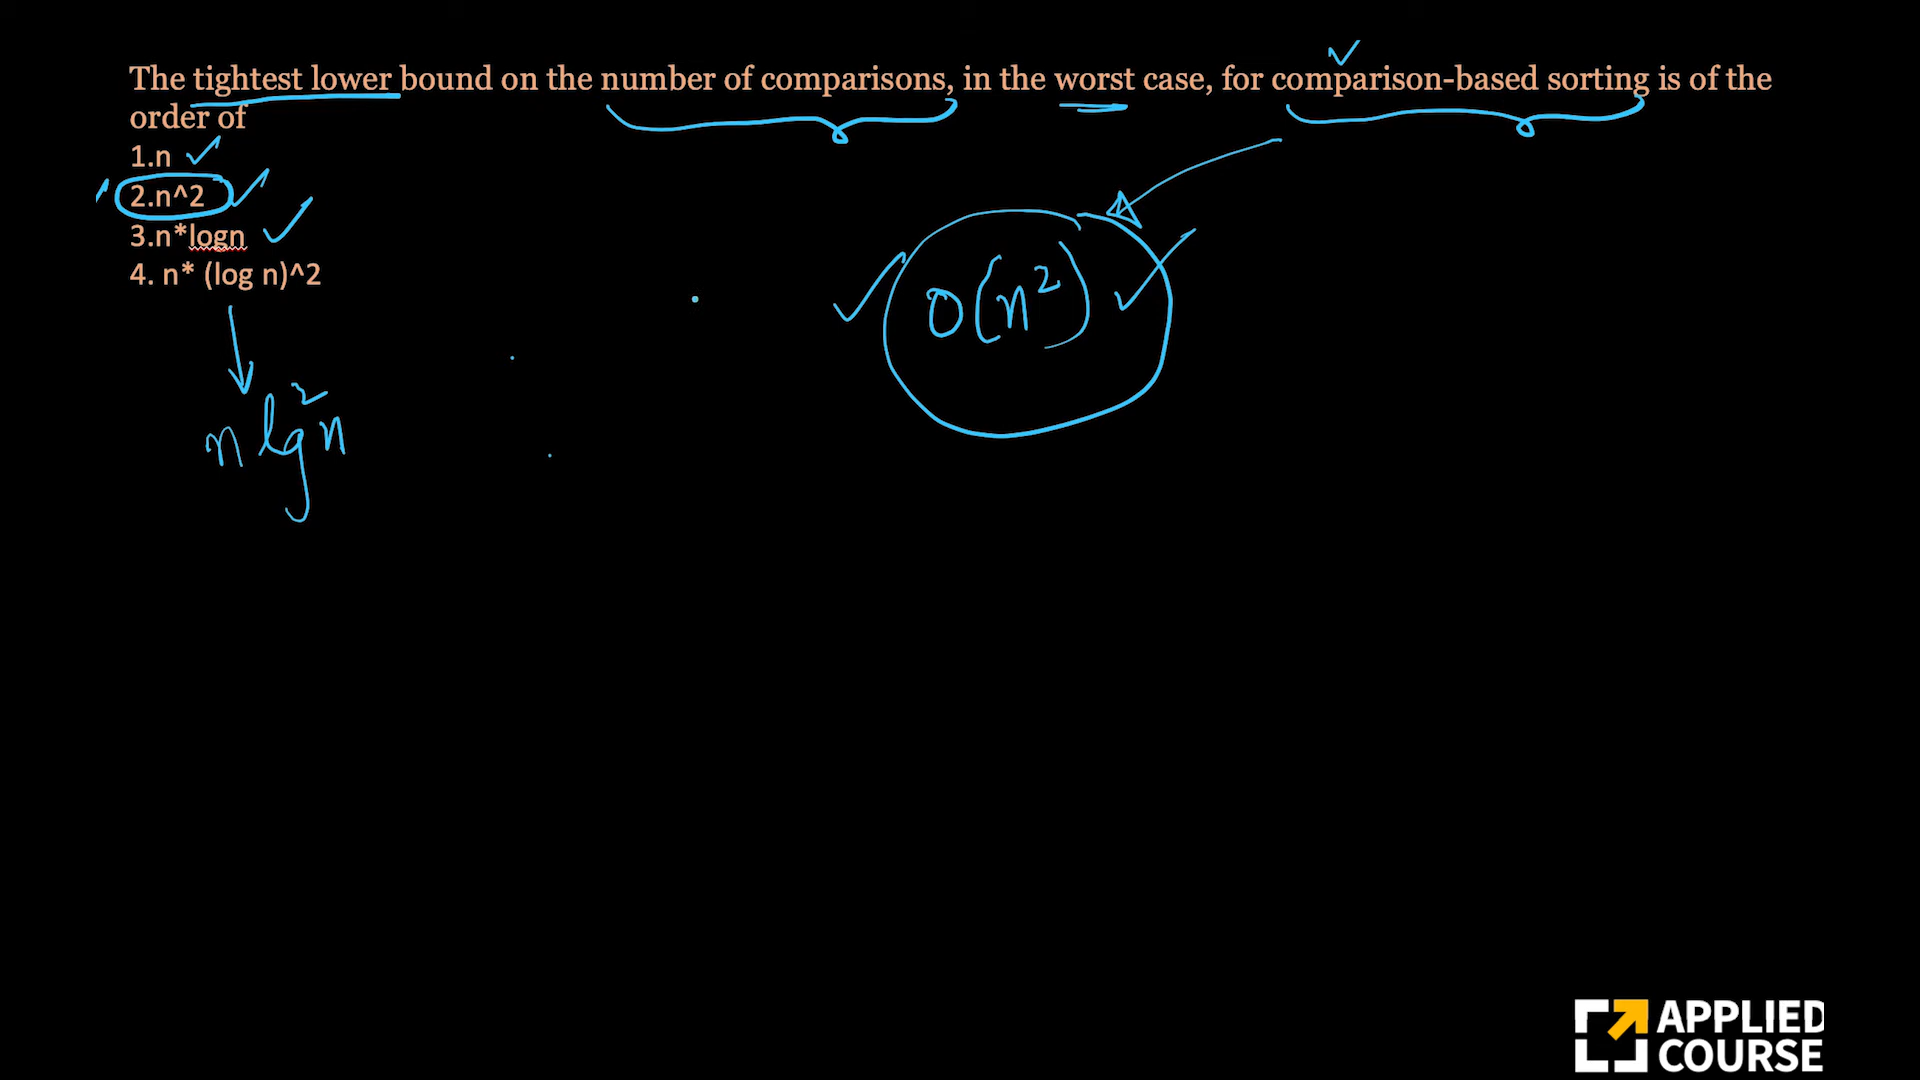 The tightest lower bound on the number of comparisons, in the worst case, for comparison-based sorting is of the
order of
1.n
2.n^2
3.n*logn
4. n* (log n)^2
O(n²)
n lg²n
APPLIED
COURSE